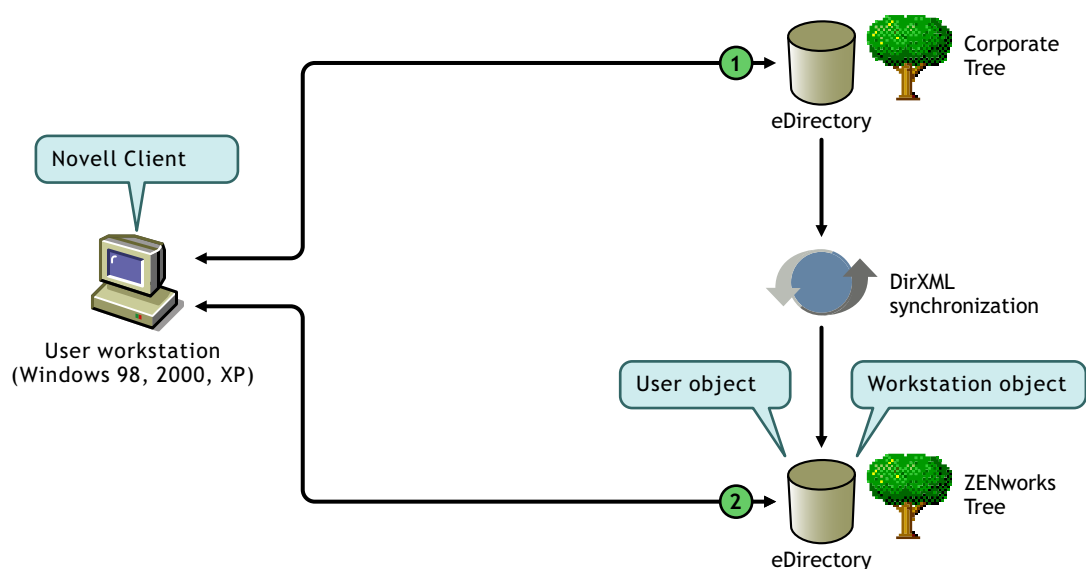 1
Corporate
Tree
eDirectory
Novell Client
DirXML
synchronization
User workstation
(Windows 98, 2000, XP)
User object
Workstation object
2
ZENworks
Tree
eDirectory